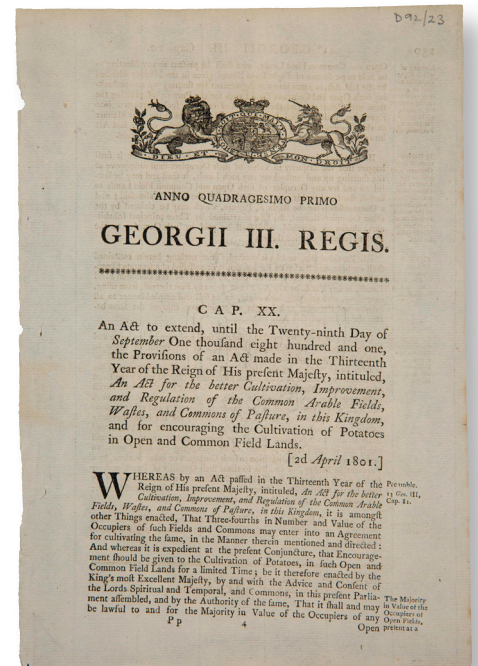 D92/23
HONI SOIT QUI MAL Y PENSE
DIEU ET MON DROIT
ANNO QUADRAGESIMO PRIMO
GEORGII III. REGIS.
CAP. XX.
An Act to extend, until the Twenty-ninth Day of
September One thouſand eight hundred and one,
the Proviſions of an Act made in the Thirteenth
Year of the Reign of His preſent Majeſty, intituled,
An Act for the better Cultivation, Improvement,
and Regulation of the Common Arable Fields,
Waſtes, and Commons of Paſture, in this Kingdom,
and for encouraging the Cultivation of Potatoes
in Open and Common Field Lands.
[2d April 1801.]
WHEREAS by an Act paſſed in the Thirteenth Year of the
Reign of His preſent Majeſty, intituled, An Act for the better
Cultivation, Improvement, and Regulation of the Common Arable
Fields, Waſtes, and Commons of Paſture, in this Kingdom, it is amongſt
other Things enacted, That Three-fourths in Number and Value of the
Occupiers of ſuch Fields and Commons may enter into an Agreement
for cultivating the ſame, in the Manner therein mentioned and directed:
And whereas it is expedient at the preſent Conjuncture, that Encourage-
ment ſhould be given to the Cultivation of Potatoes, in ſuch Open and
Common Field Lands for a limited Time; be it therefore enacted by the
King's moſt Excellent Majeſty, by and with the Advice and Conſent of
the Lords Spiritual and Temporal, and Commons, in this preſent Parlia-
ment aſſembled, and by the Authority of the ſame, That it ſhall and may
be lawful to and for the Majority in Value of the Occupiers of any
Pp 4 Open
Preamble.
13 Geo. III,
Cap. 81.
The Majority
in Value of the
Occupiers of
Open Fields,
preſent at a